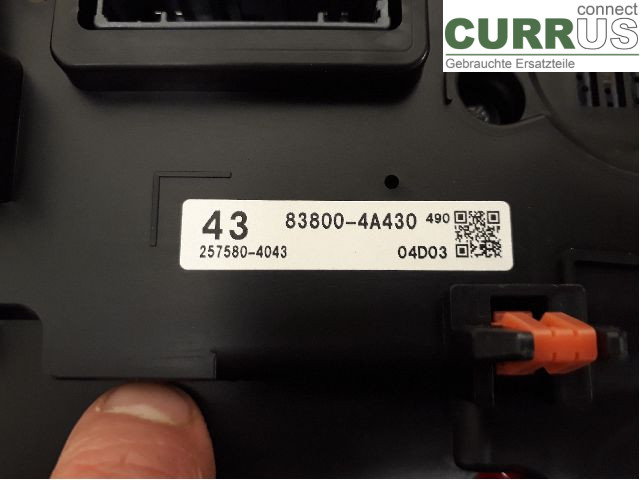 connect
CURRUS
Gebrauchte Ersatzteile
43 83800-4A430 490
257580-4043 04D03